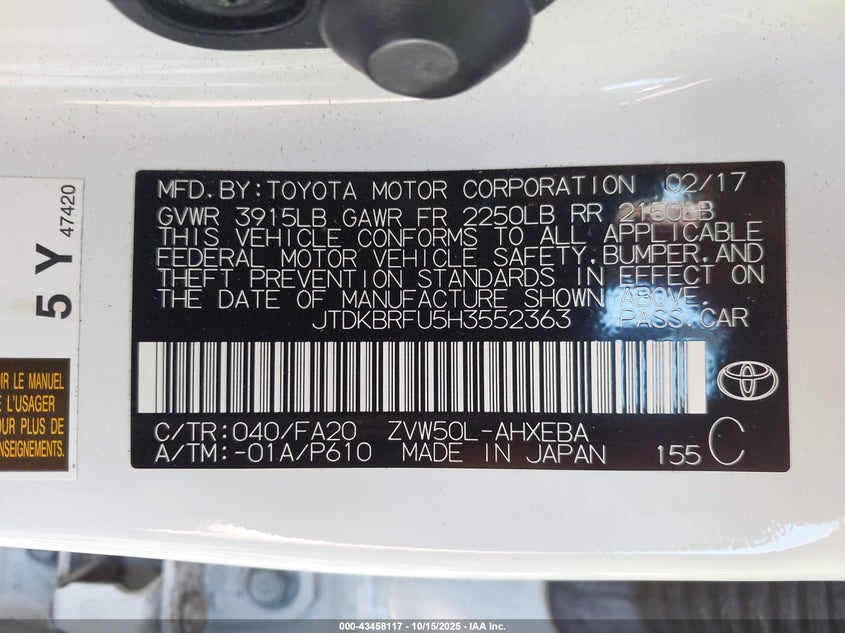 MFD.BY:TOYOTA MOTOR CORPORATION 02/17
GVWR 3915LB GAWR FR 2250LB RR 2150LB
THIS VEHICLE CONFORMS TO ALL APPLICABLE
FEDERAL MOTOR VEHICLE SAFETY,BUMPER,AND
THEFT PREVENTION STANDARDS IN EFFECT ON
THE DATE OF MANUFACTURE SHOWN ABOVE.
JTDKBRFU5H3552363 PASS.CAR
C/TR:040/FA20 ZVW50L-AHXEBA
A/TM:-01A/P610 MADE IN JAPAN 155 C
5 Y
47420
IR LE MANUEL
E L'USAGER
OUR PLUS DE
NSEIGNEMENTS.
000-43458117 - 10/15/2025 - IAA Inc.